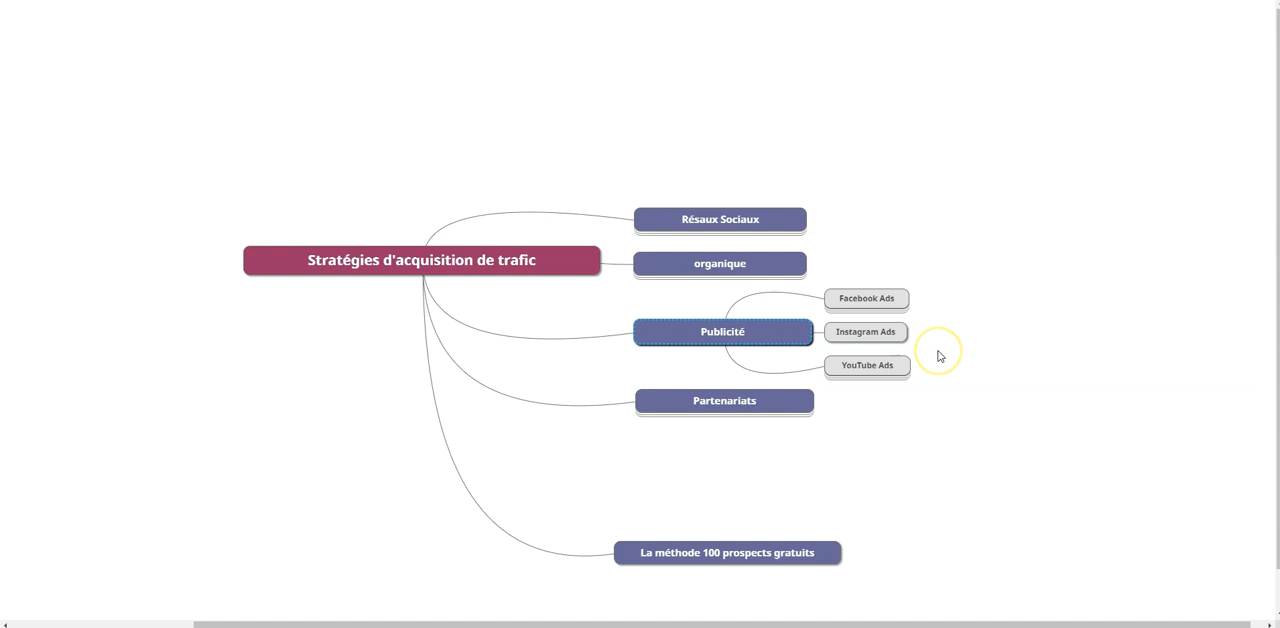 Résaux Sociaux
Stratégies d'acquisition de trafic
organique
Facebook Ads
Publicité
Instagram Ads
YouTube Ads
Partenariats
La méthode 100 prospects gratuits